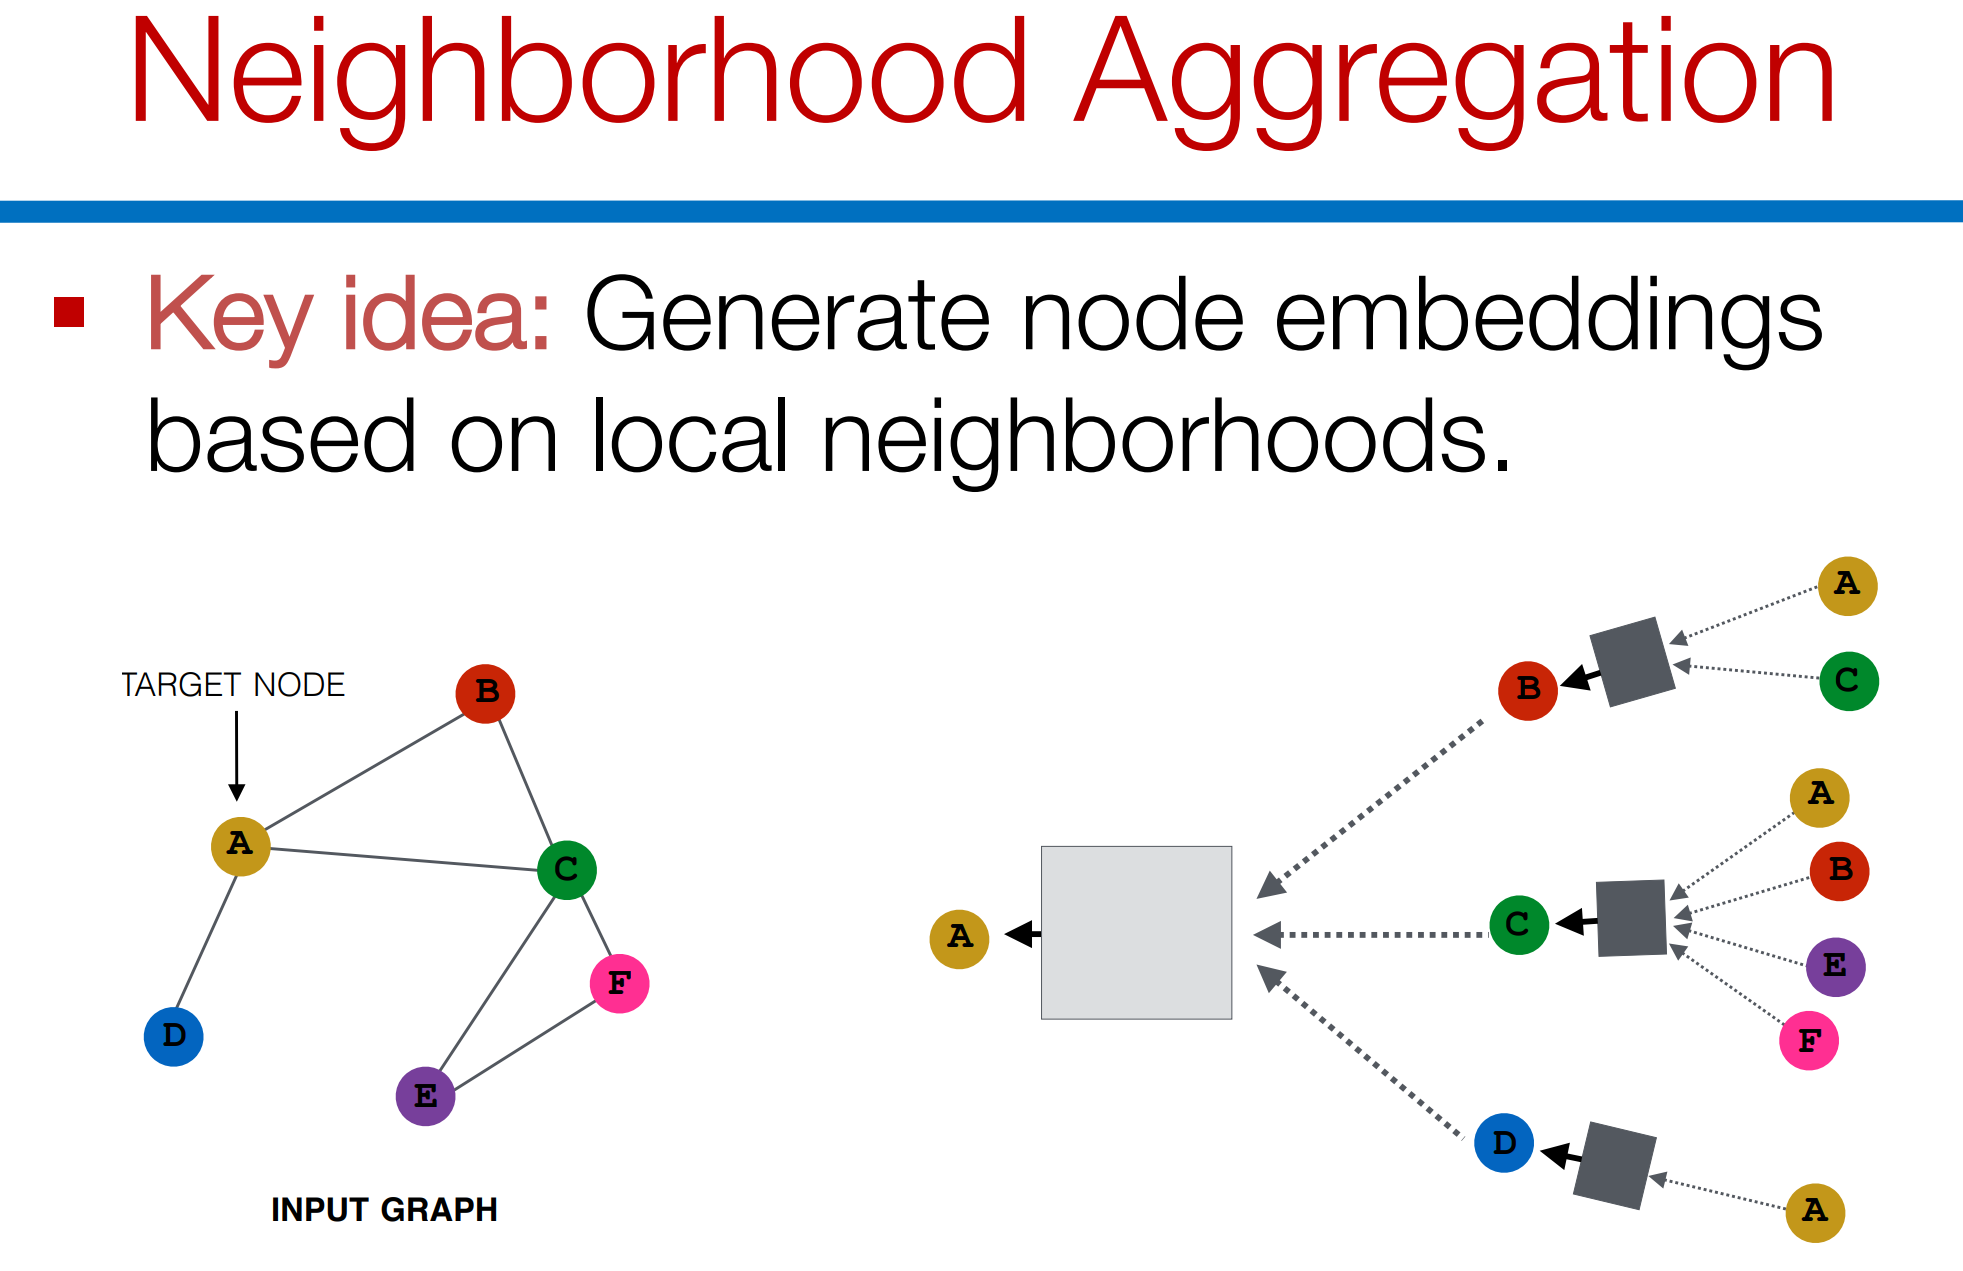 Neighborhood Aggregation
Key idea: Generate node embeddings
based on local neighborhoods.
TARGET NODE
B
A
C
F
D
E
INPUT GRAPH
A
B
A
C
C
A
B
E
F
D
A